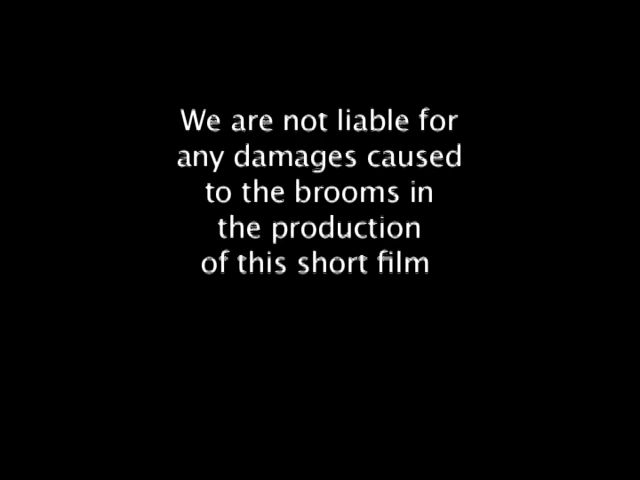 We are not liable for
any damages caused
to the brooms in
the production
of this short film